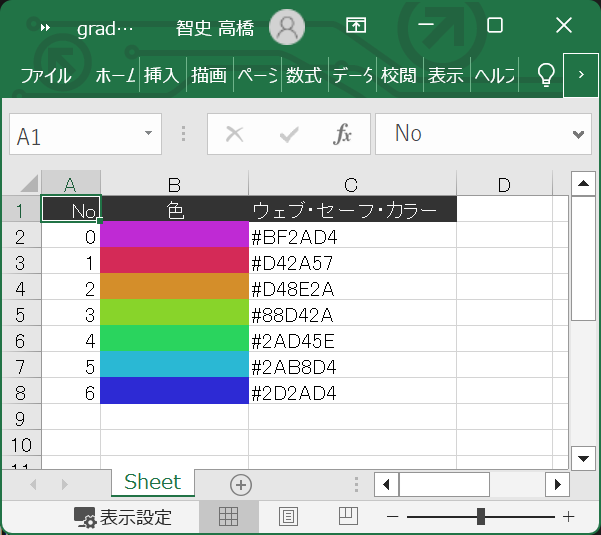 grad… 智史 高橋
ファイル ホーム 挿入 描画 ページ 数式 データ 校閲 表示 ヘルプ
A1 fx No
A B C D
1 No 色 ウェブ・セーフ・カラー
2 0 #BF2AD4
3 1 #D42A57
4 2 #D48E2A
5 3 #88D42A
6 4 #2AD45E
7 5 #2AB8D4
8 6 #2D2AD4
9
10
11
Sheet
表示設定